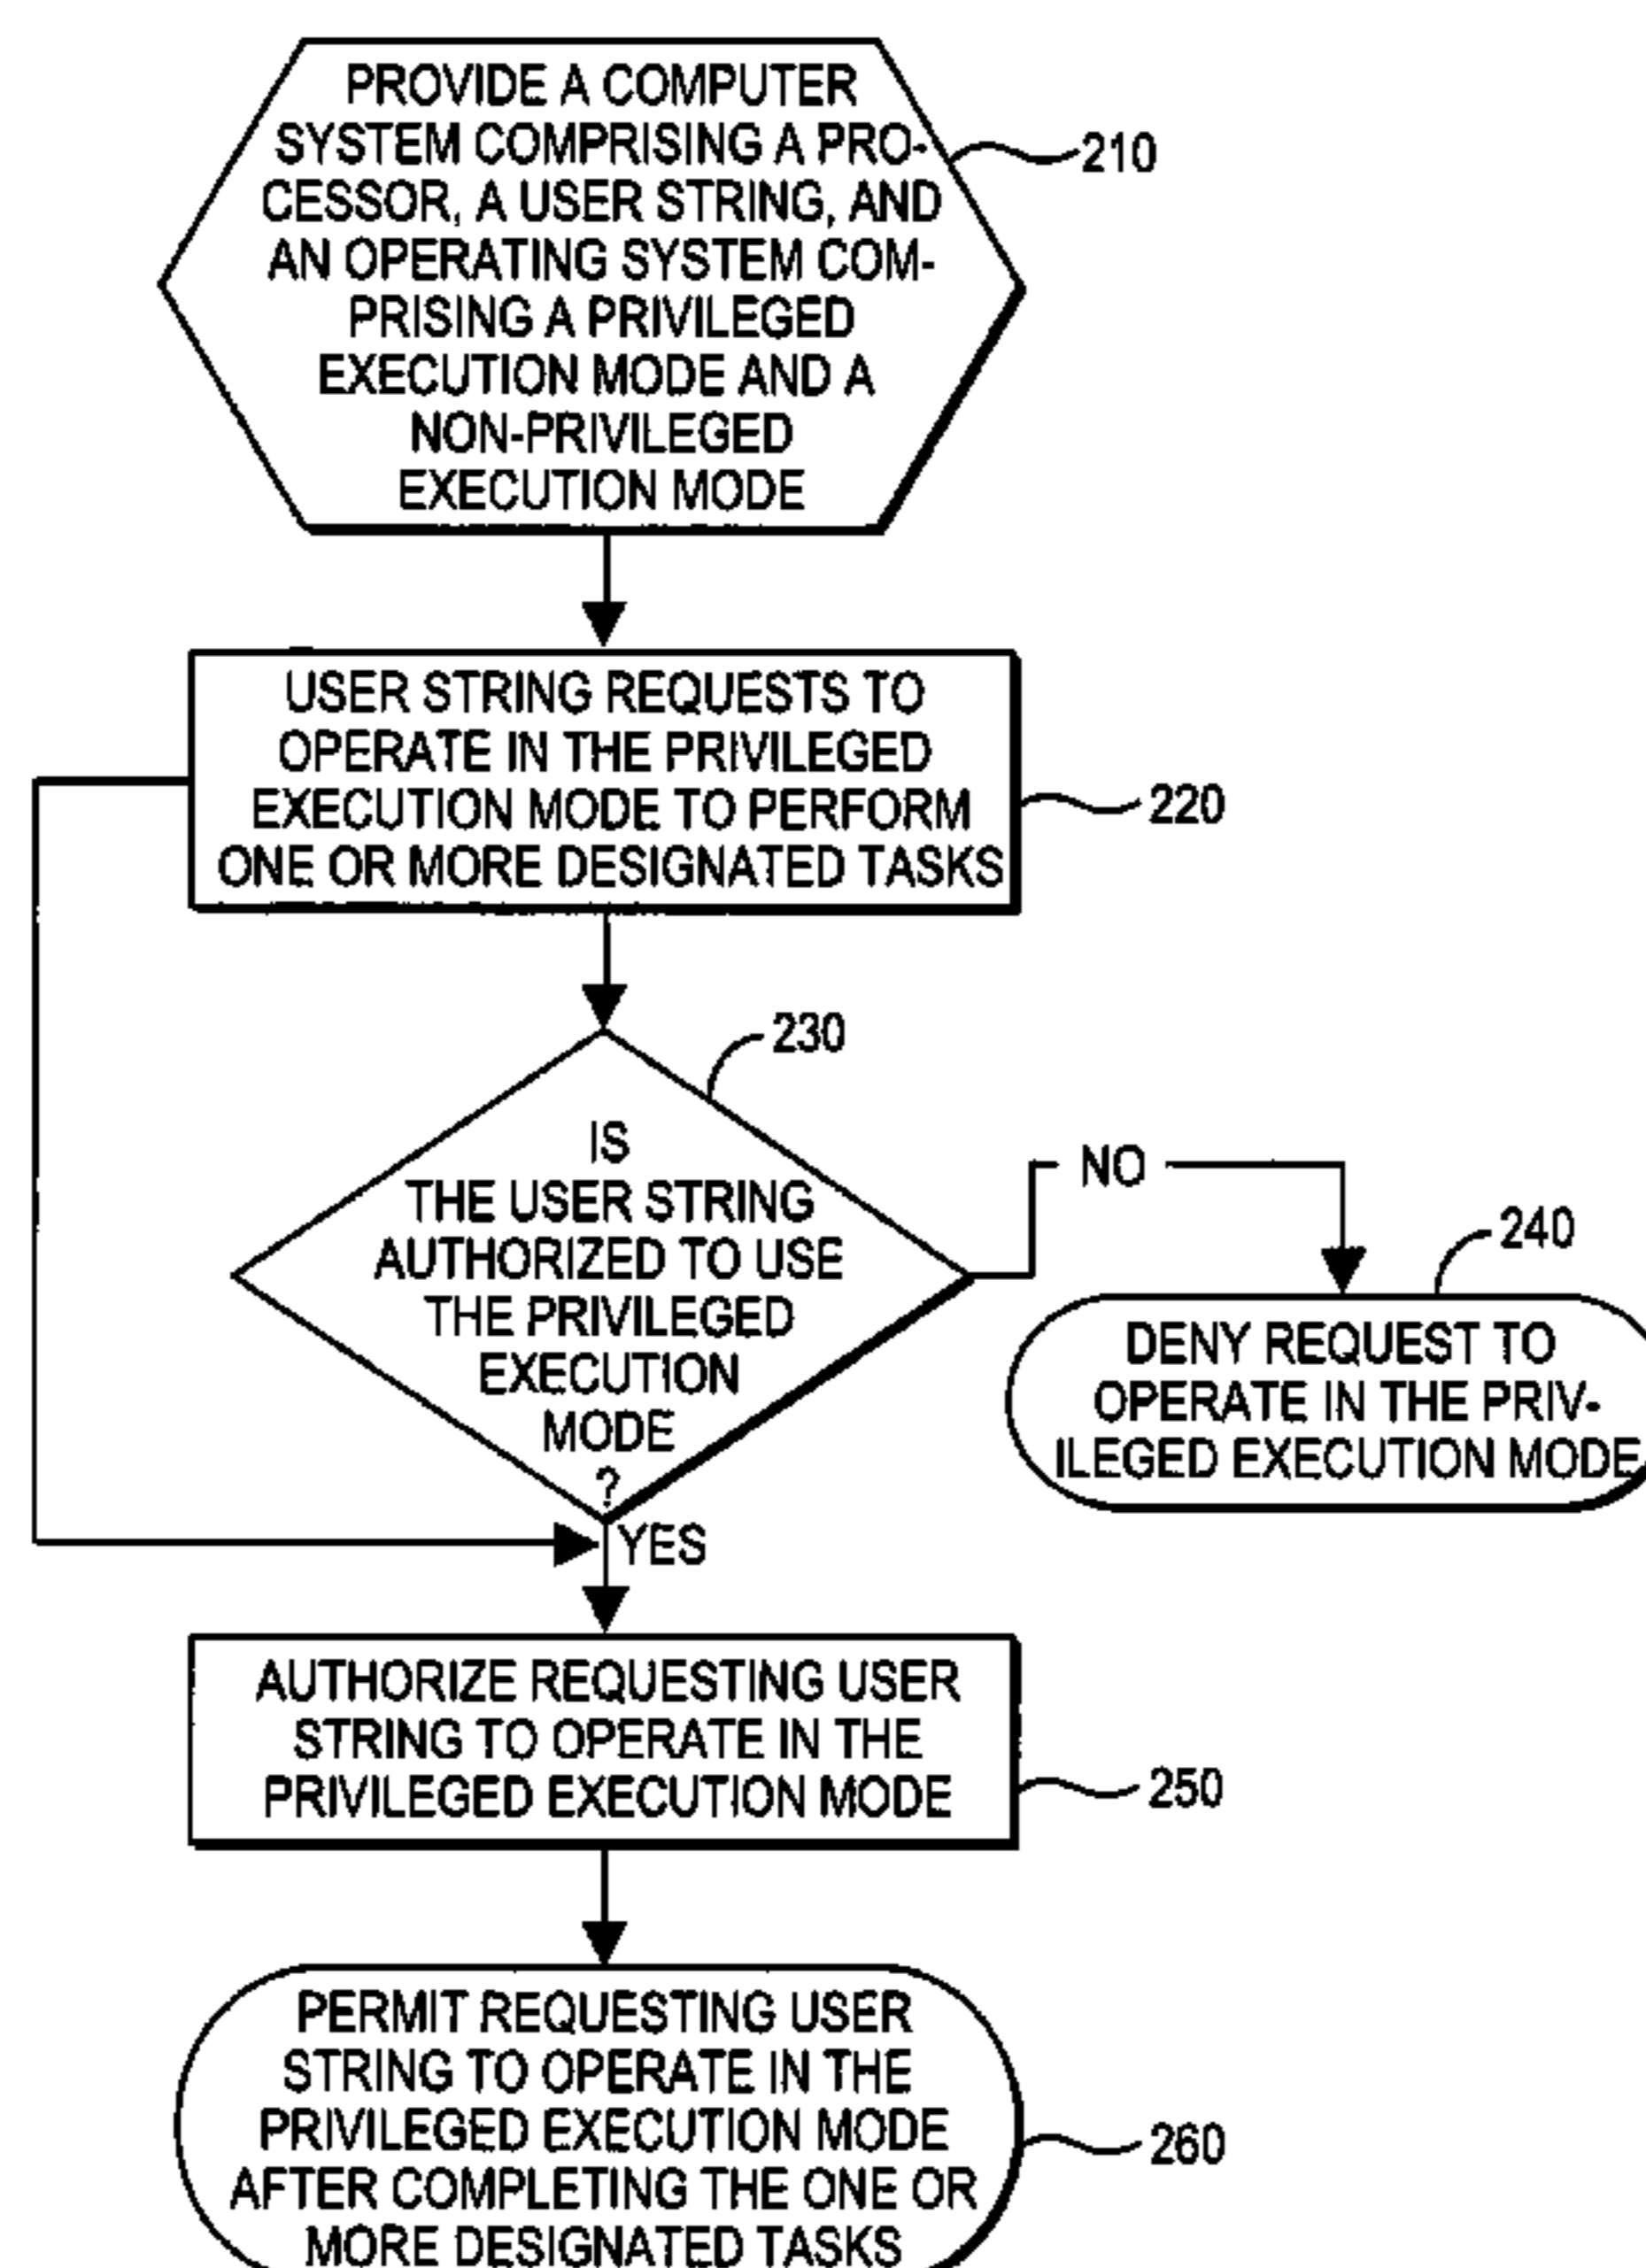 PROVIDE A COMPUTER
SYSTEM COMPRISING A PRO-
CESSOR, A USER STRING, AND
AN OPERATING SYSTEM COM-
PRISING A PRIVILEGED
EXECUTION MODE AND A
NON-PRIVILEGED
EXECUTION MODE
210
USER STRING REQUESTS TO
OPERATE IN THE PRIVILEGED
EXECUTION MODE TO PERFORM
ONE OR MORE DESIGNATED TASKS
220
230
IS
THE USER STRING
AUTHORIZED TO USE
THE PRIVILEGED
EXECUTION
MODE
?
NO
240
DENY REQUEST TO
OPERATE IN THE PRIV-
ILEGED EXECUTION MODE
YES
AUTHORIZE REQUESTING USER
STRING TO OPERATE IN THE
PRIVILEGED EXECUTION MODE
250
PERMIT REQUESTING USER
STRING TO OPERATE IN THE
PRIVILEGED EXECUTION MODE
AFTER COMPLETING THE ONE OR
MORE DESIGNATED TASKS
260